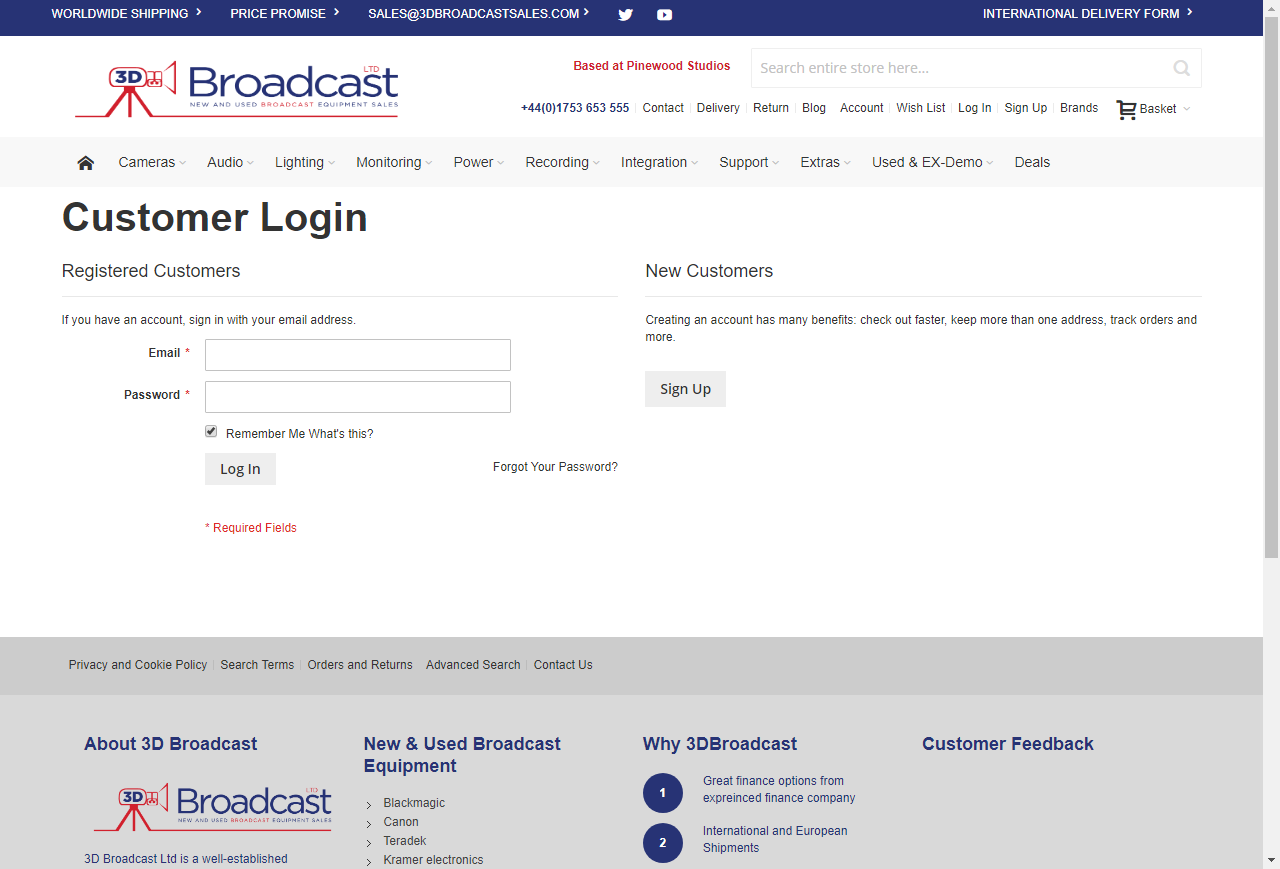 WORLDWIDE SHIPPING
PRICE PROMISE
SALES@3DBROADCASTSALES.COM
INTERNATIONAL DELIVERY FORM
3D Broadcast LTD
NEW AND USED BROADCAST EQUIPMENT SALES
Based at Pinewood Studios
Search entire store here...
+44(0)1753 653 555
Contact
Delivery
Return
Blog
Account
Wish List
Log In
Sign Up
Brands
Basket
Cameras
Audio
Lighting
Monitoring
Power
Recording
Integration
Support
Extras
Used & EX-Demo
Deals
Customer Login
Registered Customers
If you have an account, sign in with your email address.
Email *
Password *
Remember Me What's this?
Log In
Forgot Your Password?
* Required Fields
New Customers
Creating an account has many benefits: check out faster, keep more than one address, track orders and
more.
Sign Up
Privacy and Cookie Policy
Search Terms
Orders and Returns
Advanced Search
Contact Us
About 3D Broadcast
3D Broadcast LTD
NEW AND USED BROADCAST EQUIPMENT SALES
3D Broadcast Ltd is a well-established
New & Used Broadcast
Equipment
Blackmagic
Canon
Teradek
Kramer electronics
Why 3DBroadcast
1
Great finance options from
expreinced finance company
2
International and European
Shipments
Customer Feedback